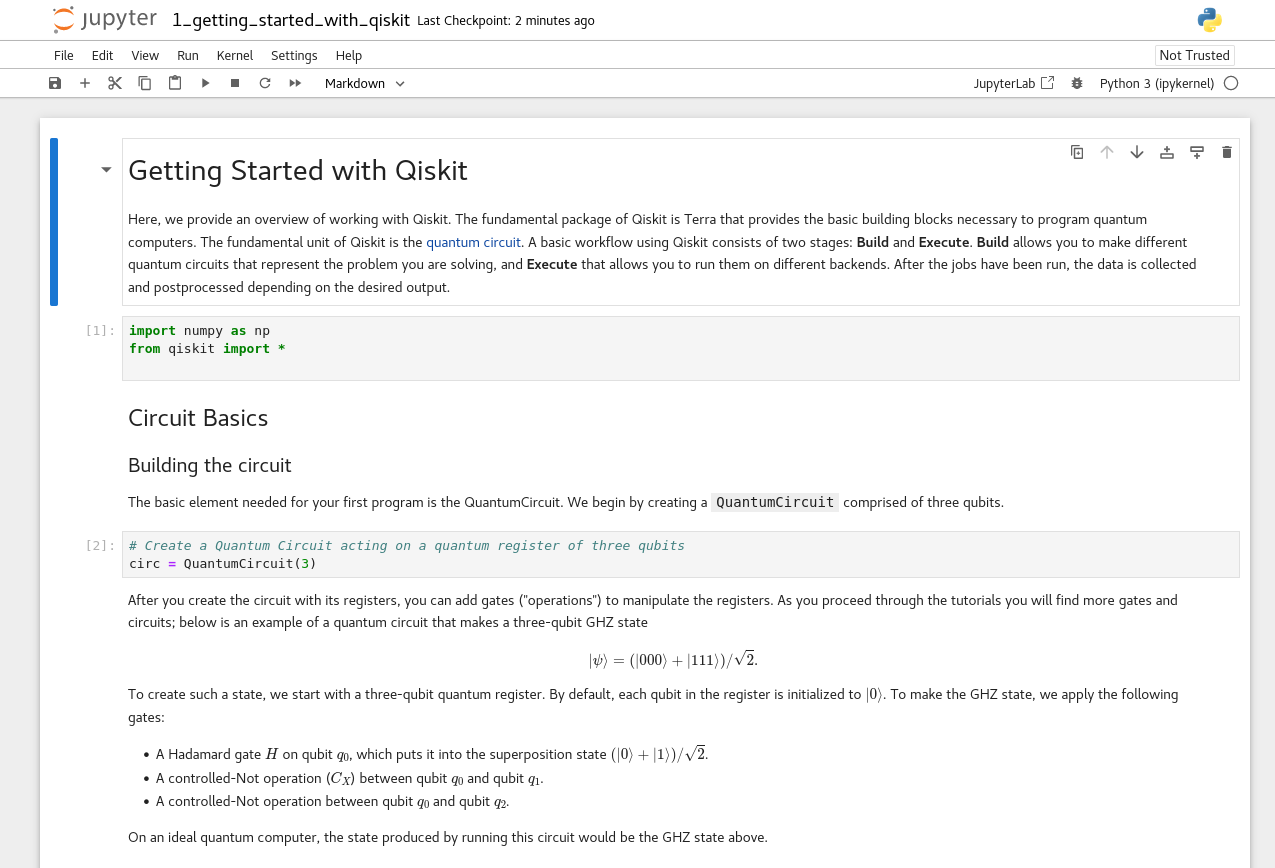 jupyter 1_getting_started_with_qiskit Last Checkpoint: 2 minutes ago
File Edit View Run Kernel Settings Help Not Trusted
Markdown JupyterLab Python 3 (ipykernel)
Getting Started with Qiskit
Here, we provide an overview of working with Qiskit. The fundamental package of Qiskit is Terra that provides the basic building blocks necessary to program quantum
computers. The fundamental unit of Qiskit is the quantum circuit. A basic workflow using Qiskit consists of two stages: Build and Execute. Build allows you to make different
quantum circuits that represent the problem you are solving, and Execute that allows you to run them on different backends. After the jobs have been run, the data is collected
and postprocessed depending on the desired output.
[1]: import numpy as np
from qiskit import *
Circuit Basics
Building the circuit
The basic element needed for your first program is the QuantumCircuit. We begin by creating a QuantumCircuit comprised of three qubits.
[2]: # Create a Quantum Circuit acting on a quantum register of three qubits
circ = QuantumCircuit(3)
After you create the circuit with its registers, you can add gates ("operations") to manipulate the registers. As you proceed through the tutorials you will find more gates and
circuits; below is an example of a quantum circuit that makes a three-qubit GHZ state
|ψ⟩ = (|000⟩ + |111⟩)/√2.
To create such a state, we start with a three-qubit quantum register. By default, each qubit in the register is initialized to |0⟩. To make the GHZ state, we apply the following
gates:
• A Hadamard gate H on qubit q₀, which puts it into the superposition state (|0⟩ + |1⟩)/√2.
• A controlled-Not operation (C_X) between qubit q₀ and qubit q₁.
• A controlled-Not operation between qubit q₀ and qubit q₂.
On an ideal quantum computer, the state produced by running this circuit would be the GHZ state above.